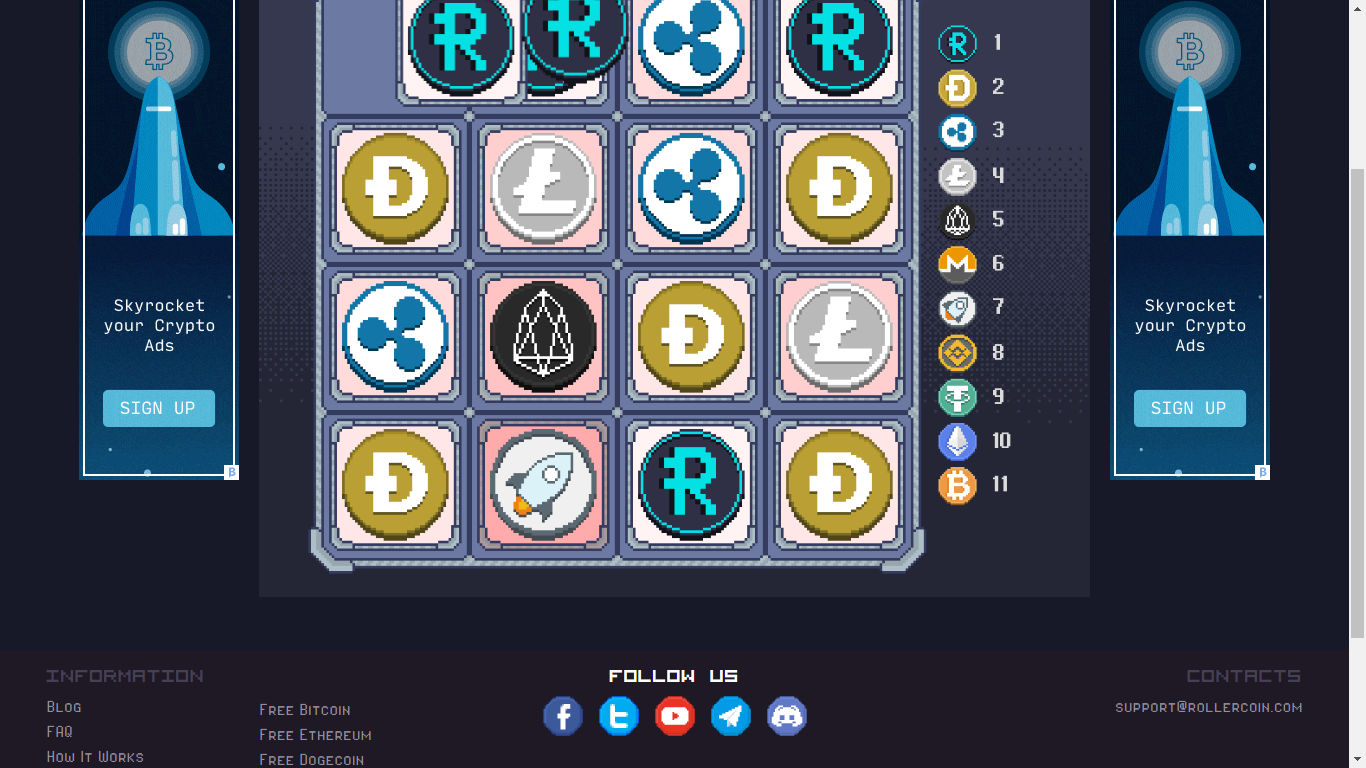 1
2
3
4
5
6
7
8
9
10
11
Skyrocket
your Crypto
Ads
SIGN UP
Skyrocket
your Crypto
Ads
SIGN UP
INFORMATION
Blog
FAQ
How It Works
Free Bitcoin
Free Ethereum
Free Dogecoin
FOLLOW US
CONTACTS
support@rollercoin.com